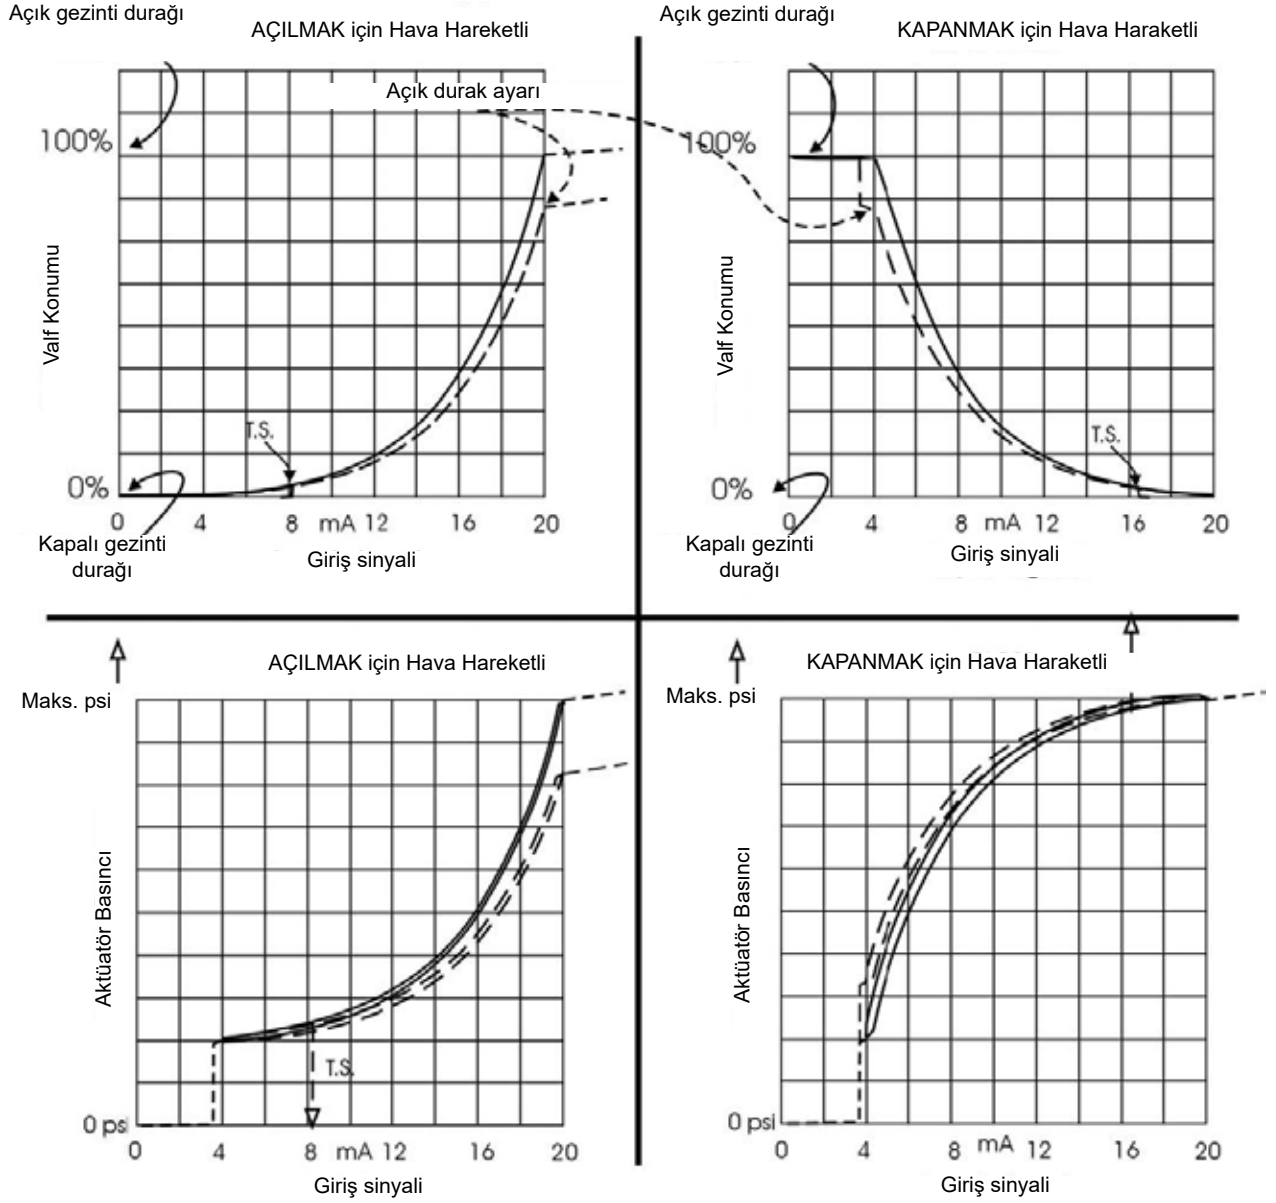 Açık gezinti durağı
AÇILMAK için Hava Hareketli
Açık durak ayarı
100%
Valf Konumu
T.S.
0%
0 4 8 mA 12 16 20
Kapalı gezinti
durağı
Giriş sinyali
Açık gezinti durağı
KAPANMAK için Hava Haraketli
100%
Valf Konumu
T.S.
0%
0 4 8 mA 12 16 20
Kapalı gezinti
durağı
Giriş sinyali
AÇILMAK için Hava Hareketli
Maks. psi
Aktüatör Basıncı
T.S.
0 psi
0 4 8 mA 12 16 20
Giriş sinyali
KAPANMAK için Hava Haraketli
Maks. psi
Aktüatör Basıncı
0 psi
0 4 8 mA 12 16 20
Giriş sinyali